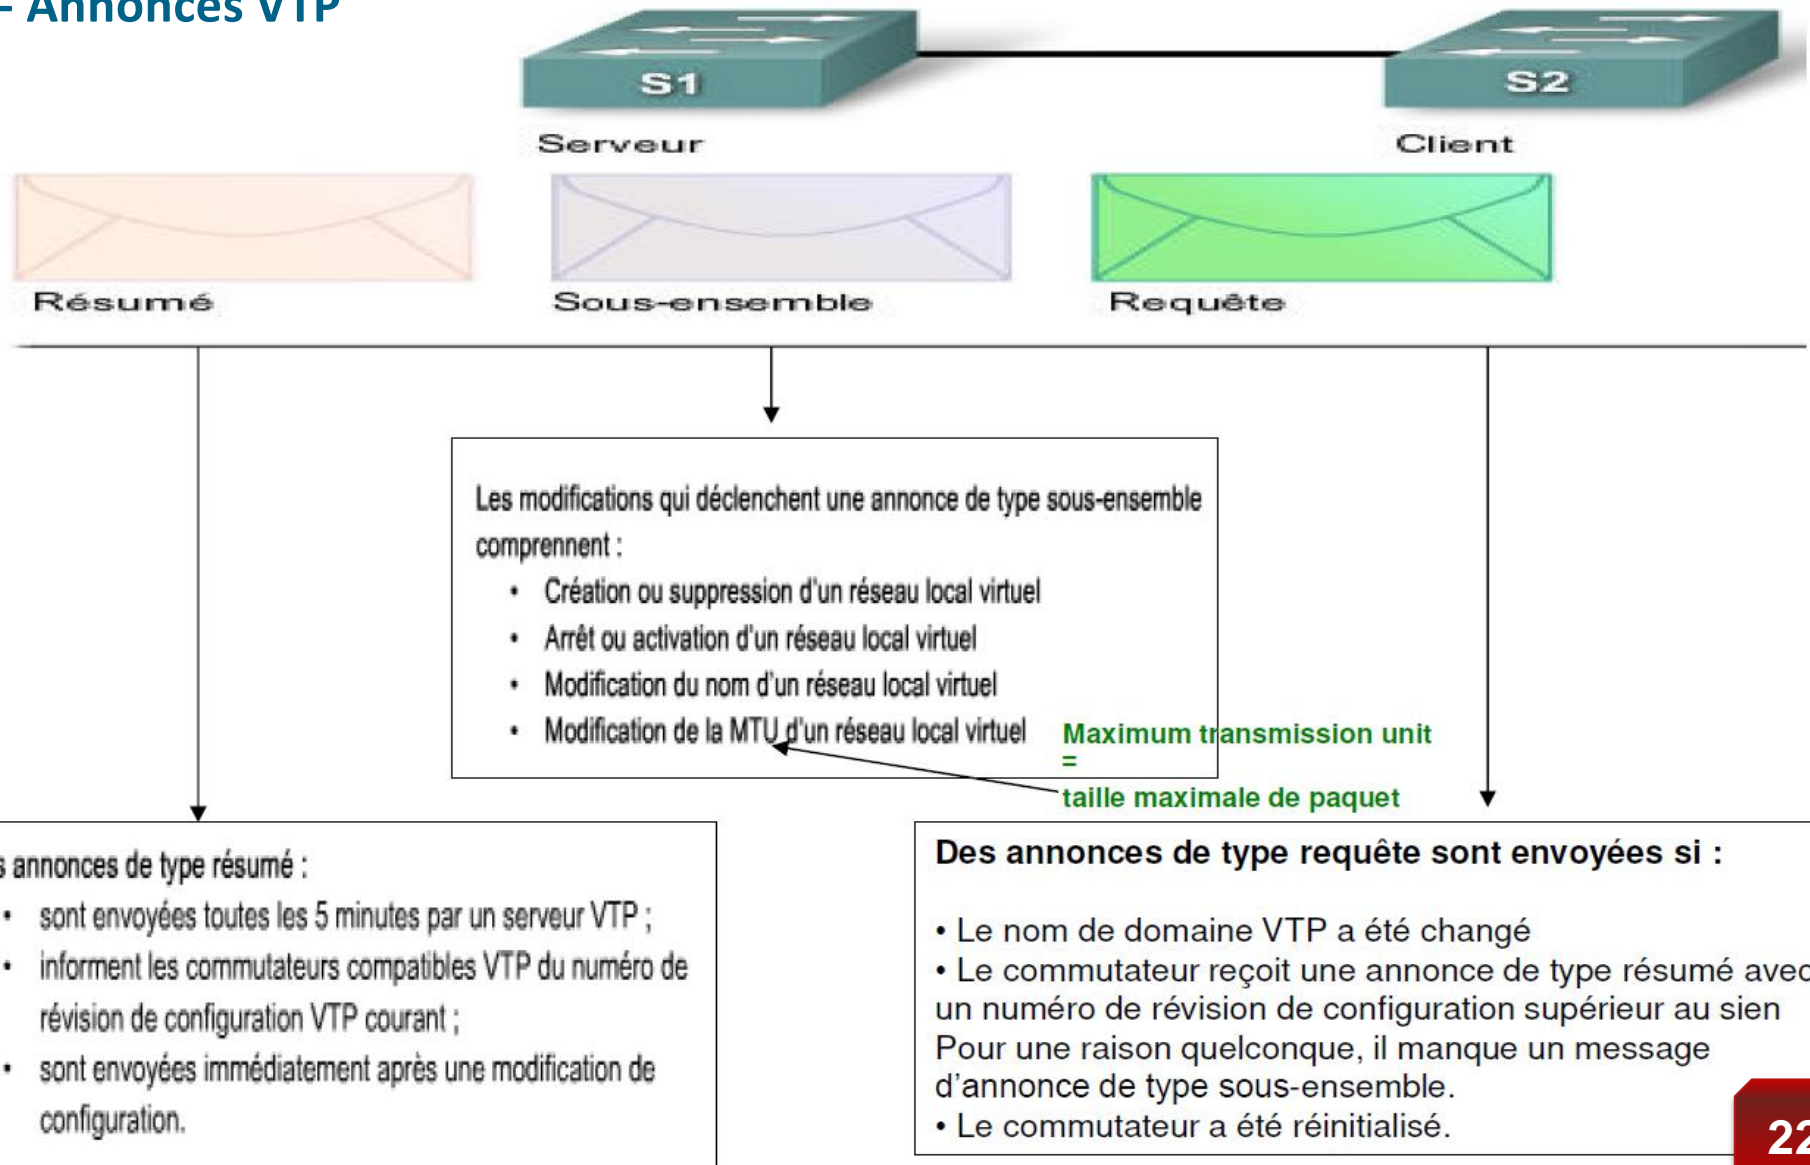 - Annonces VTP
S1
S2
Serveur
Client
Résumé
Sous-ensemble
Requête
Les modifications qui déclenchent une annonce de type sous-ensemble
comprennent :
• Création ou suppression d'un réseau local virtuel
• Arrêt ou activation d'un réseau local virtuel
• Modification du nom d'un réseau local virtuel
• Modification de la MTU d'un réseau local virtuel
Maximum transmission unit
=
taille maximale de paquet
s annonces de type résumé :
• sont envoyées toutes les 5 minutes par un serveur VTP ;
• informent les commutateurs compatibles VTP du numéro de
révision de configuration VTP courant ;
• sont envoyées immédiatement après une modification de
configuration.
Des annonces de type requête sont envoyées si :
• Le nom de domaine VTP a été changé
• Le commutateur reçoit une annonce de type résumé avec
un numéro de révision de configuration supérieur au sien
Pour une raison quelconque, il manque un message
d'annonce de type sous-ensemble.
• Le commutateur a été réinitialisé.
22